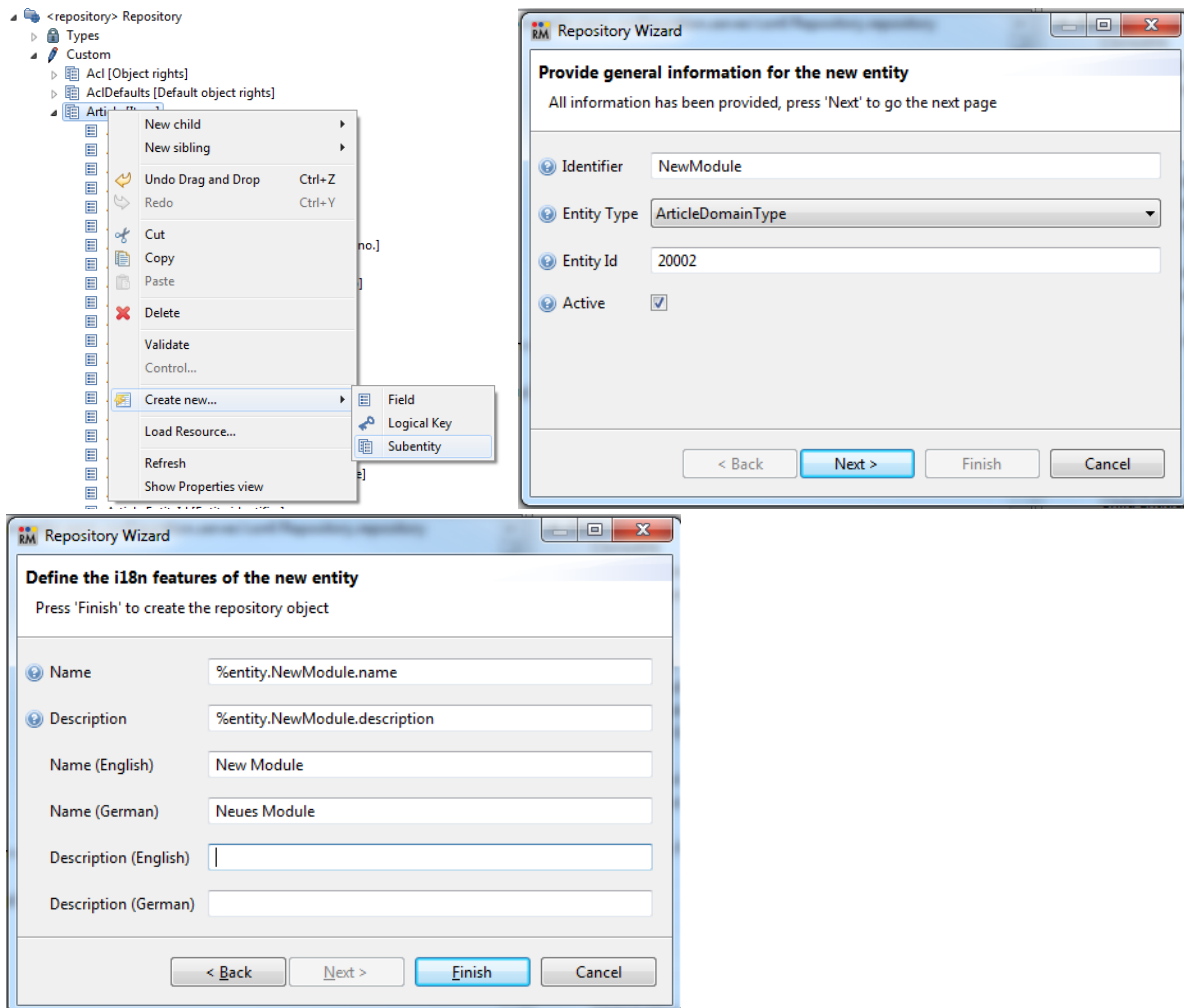 <repository> Repository
Types
Custom
Acl [Object rights]
AclDefaults [Default object rights]
New child
New sibling
Undo Drag and Drop Ctrl+Z
Redo Ctrl+Y
Cut
no.]
Copy
Paste
Delete
Validate
Control...
Create new...
Field
Logical Key
Load Resource...
Subentity
Refresh
Show Properties view
RM Repository Wizard
Provide general information for the new entity
All information has been provided, press 'Next' to go the next page
Identifier NewModule
Entity Type ArticleDomainType
Entity Id 20002
Active
< Back Next > Finish Cancel
RM Repository Wizard
Define the i18n features of the new entity
Press 'Finish' to create the repository object
Name %entity.NewModule.name
Description %entity.NewModule.description
Name (English) New Module
Name (German) Neues Module
Description (English)
Description (German)
< Back Next > Finish Cancel